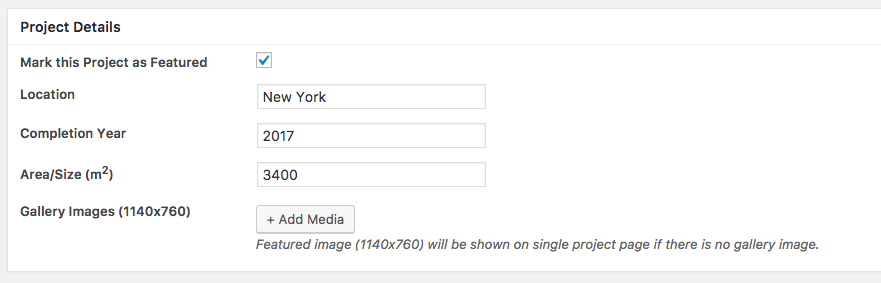 Project Details
Mark this Project as Featured
Location
New York
Completion Year
2017
Area/Size (m²)
3400
Gallery Images (1140x760)
+ Add Media
Featured image (1140x760) will be shown on single project page if there is no gallery image.